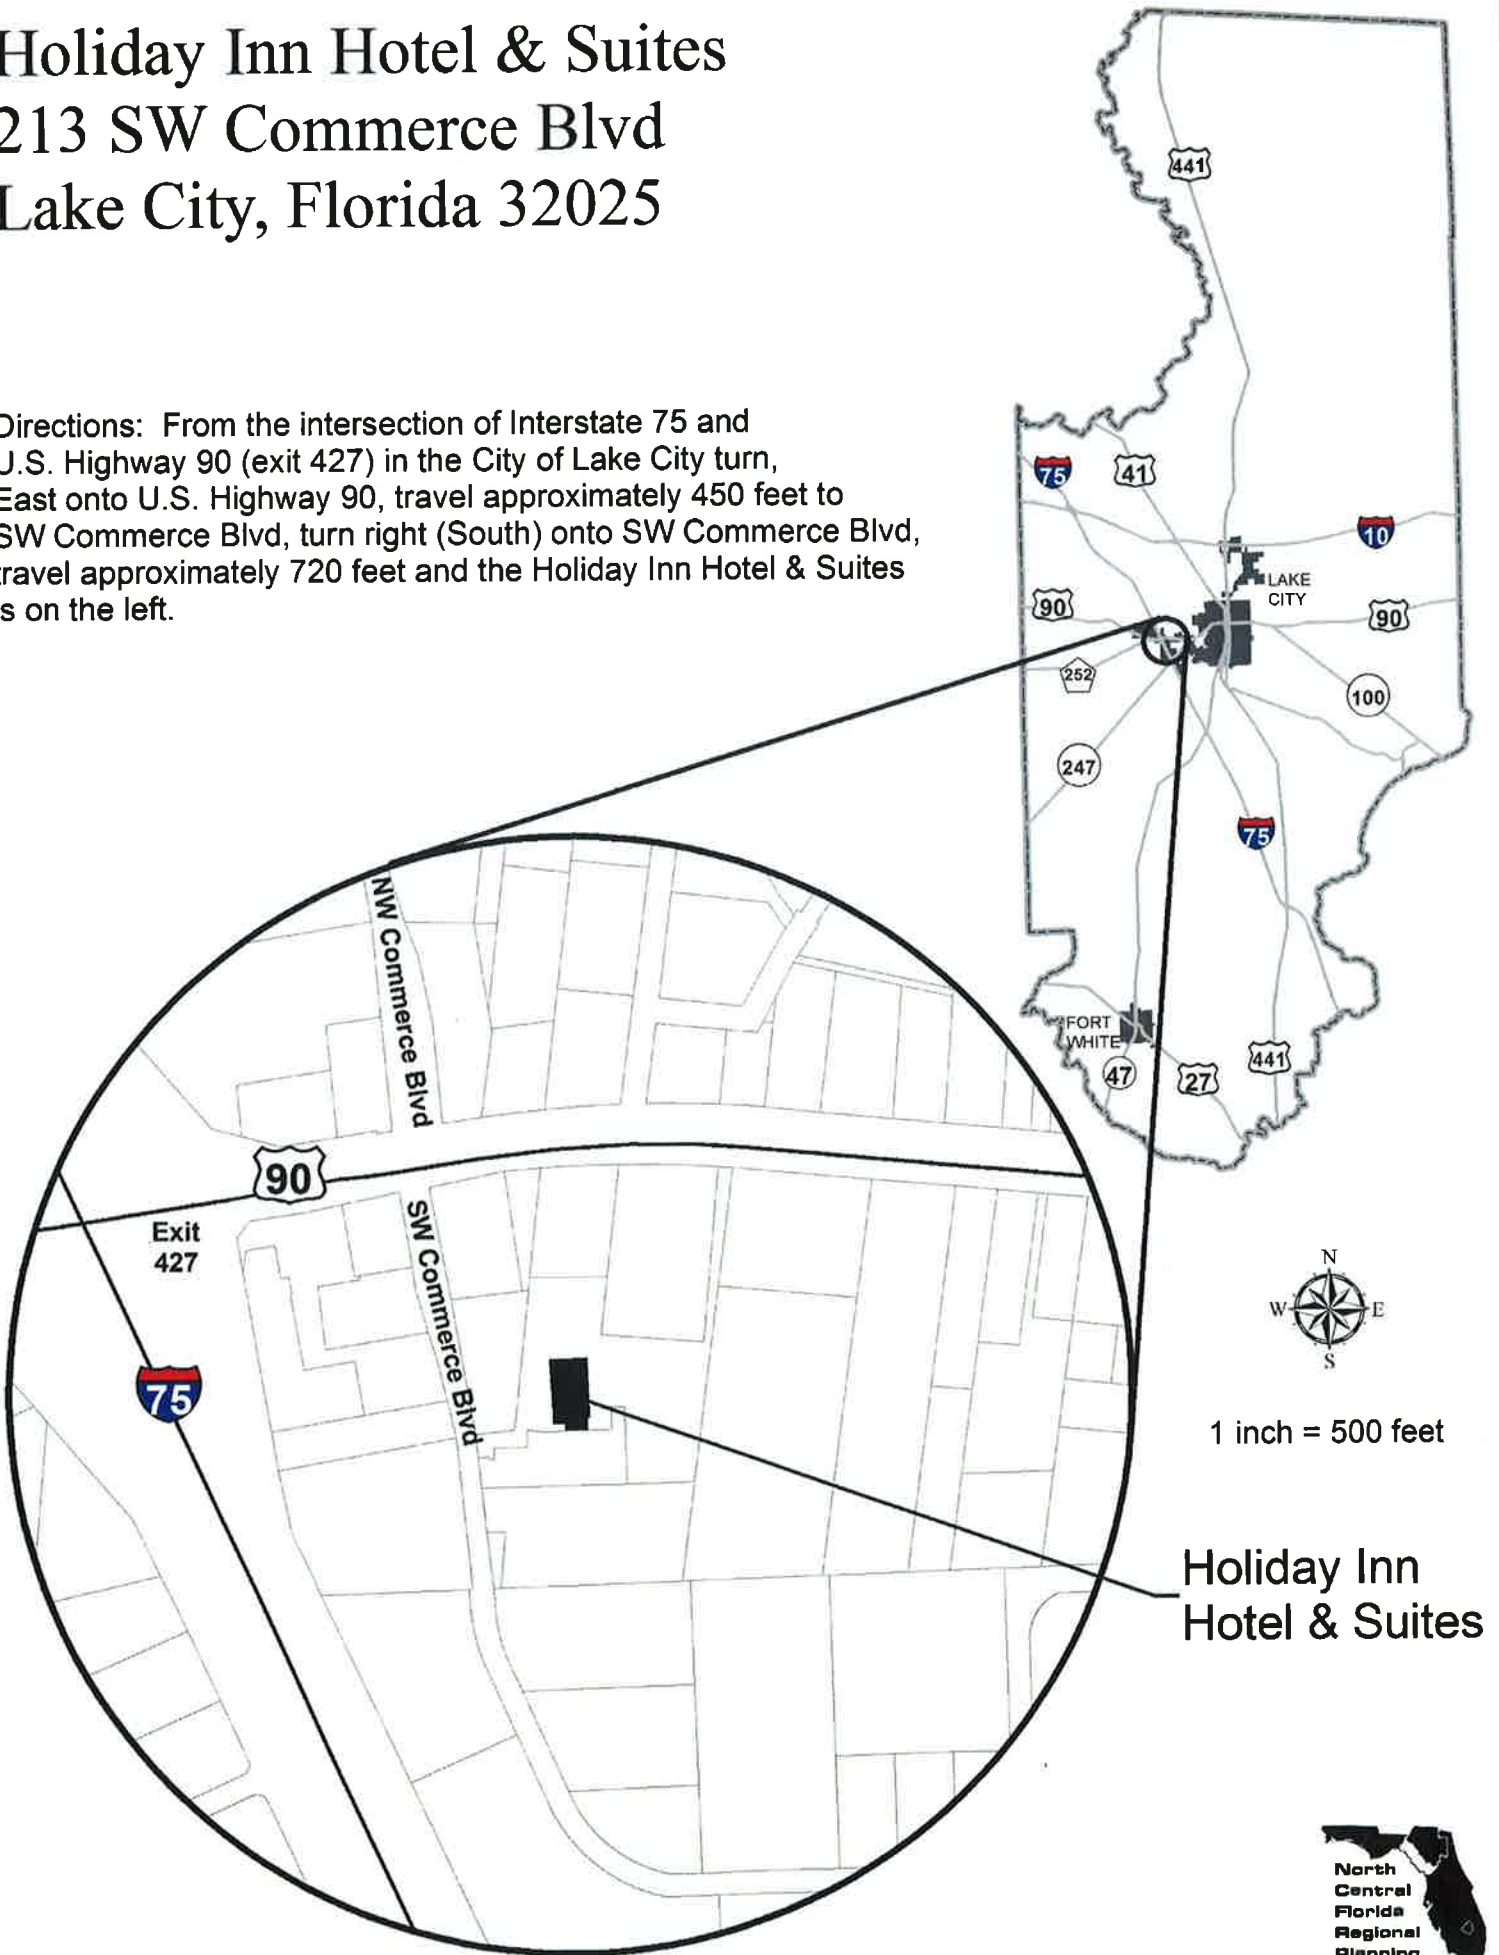 Holiday Inn Hotel & Suites
213 SW Commerce Blvd
Lake City, Florida 32025
Directions: From the intersection of Interstate 75 and
U.S. Highway 90 (exit 427) in the City of Lake City turn,
East onto U.S. Highway 90, travel approximately 450 feet to
SW Commerce Blvd, turn right (South) onto SW Commerce Blvd,
travel approximately 720 feet and the Holiday Inn Hotel & Suites
is on the left.
441
75
41
10
LAKE
CITY
90
90
252
100
247
75
FORT
WHITE
47
27
441
NW Commerce Blvd
90
Exit
427
SW Commerce Blvd
75
N
W
E
S
1 inch = 500 feet
Holiday Inn
Hotel & Suites
North
Central
Florida
Regional
Planning